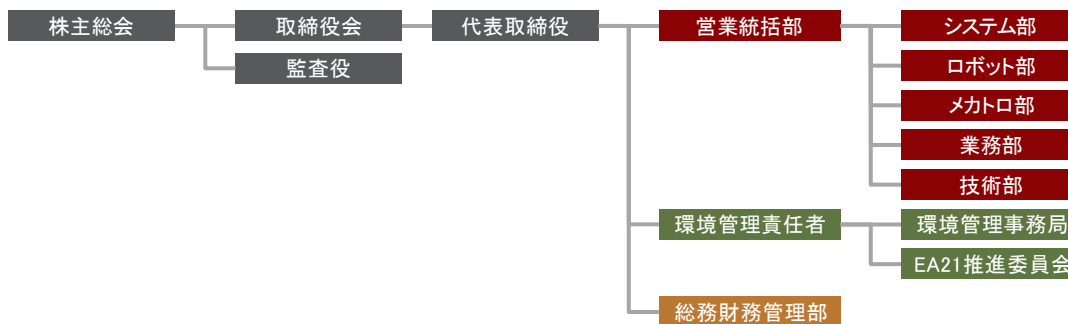 株主総会
取締役会
代表取締役
営業統括部
システム部
監査役
ロボット部
メカトロ部
業務部
技術部
環境管理責任者
環境管理事務局
EA21推進委員会
総務財務管理部